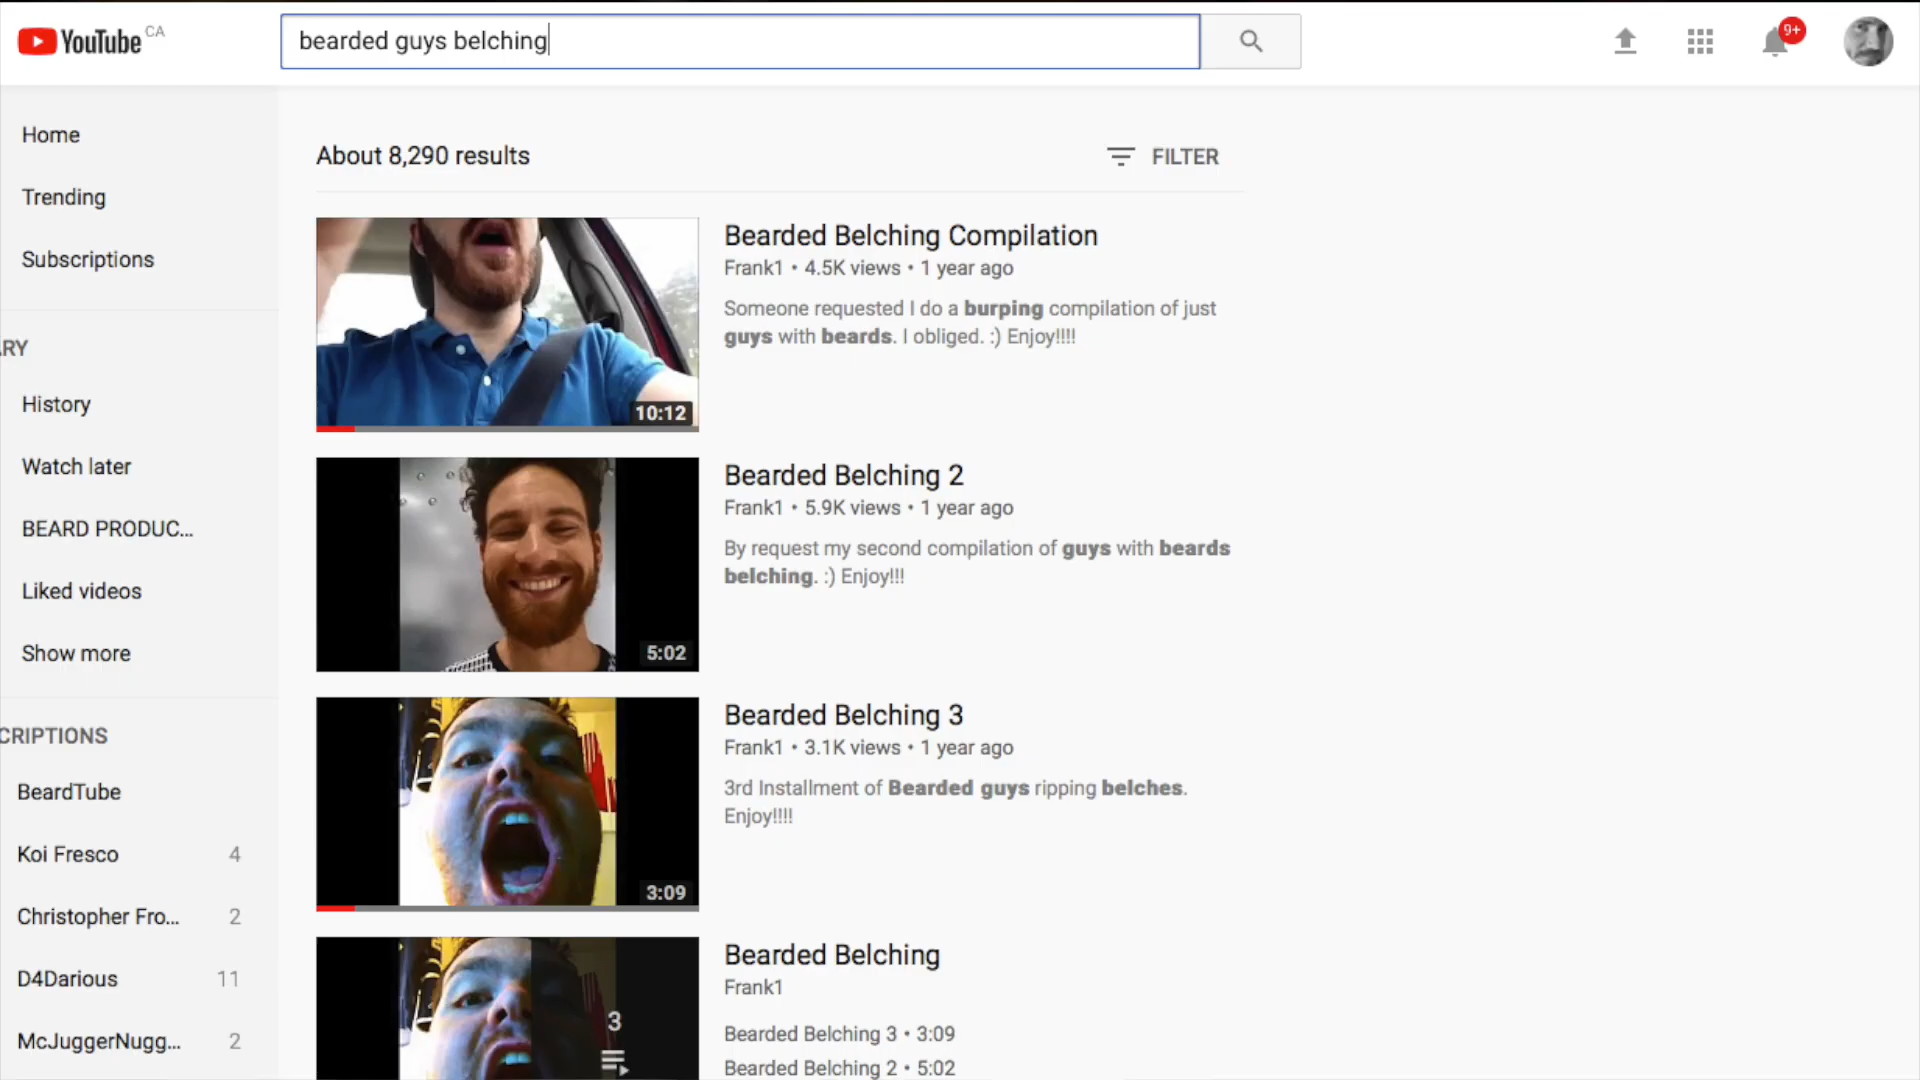 YouTube CA
bearded guys belching
9+
Home
Trending
Subscriptions
RY
History
Watch later
BEARD PRODUC...
Liked videos
Show more
CRIPTIONS
BeardTube
Koi Fresco 4
Christopher Fro... 2
D4Darious 11
McJuggerNugg... 2
About 8,290 results
FILTER
10:12
Bearded Belching Compilation
Frank1 • 4.5K views • 1 year ago
Someone requested I do a burping compilation of just
guys with beards. I obliged. :) Enjoy!!!!
5:02
Bearded Belching 2
Frank1 • 5.9K views • 1 year ago
By request my second compilation of guys with beards
belching. :) Enjoy!!!
3:09
Bearded Belching 3
Frank1 • 3.1K views • 1 year ago
3rd Installment of Bearded guys ripping belches.
Enjoy!!!!
3
Bearded Belching
Frank1
Bearded Belching 3 • 3:09
Bearded Belching 2 • 5:02